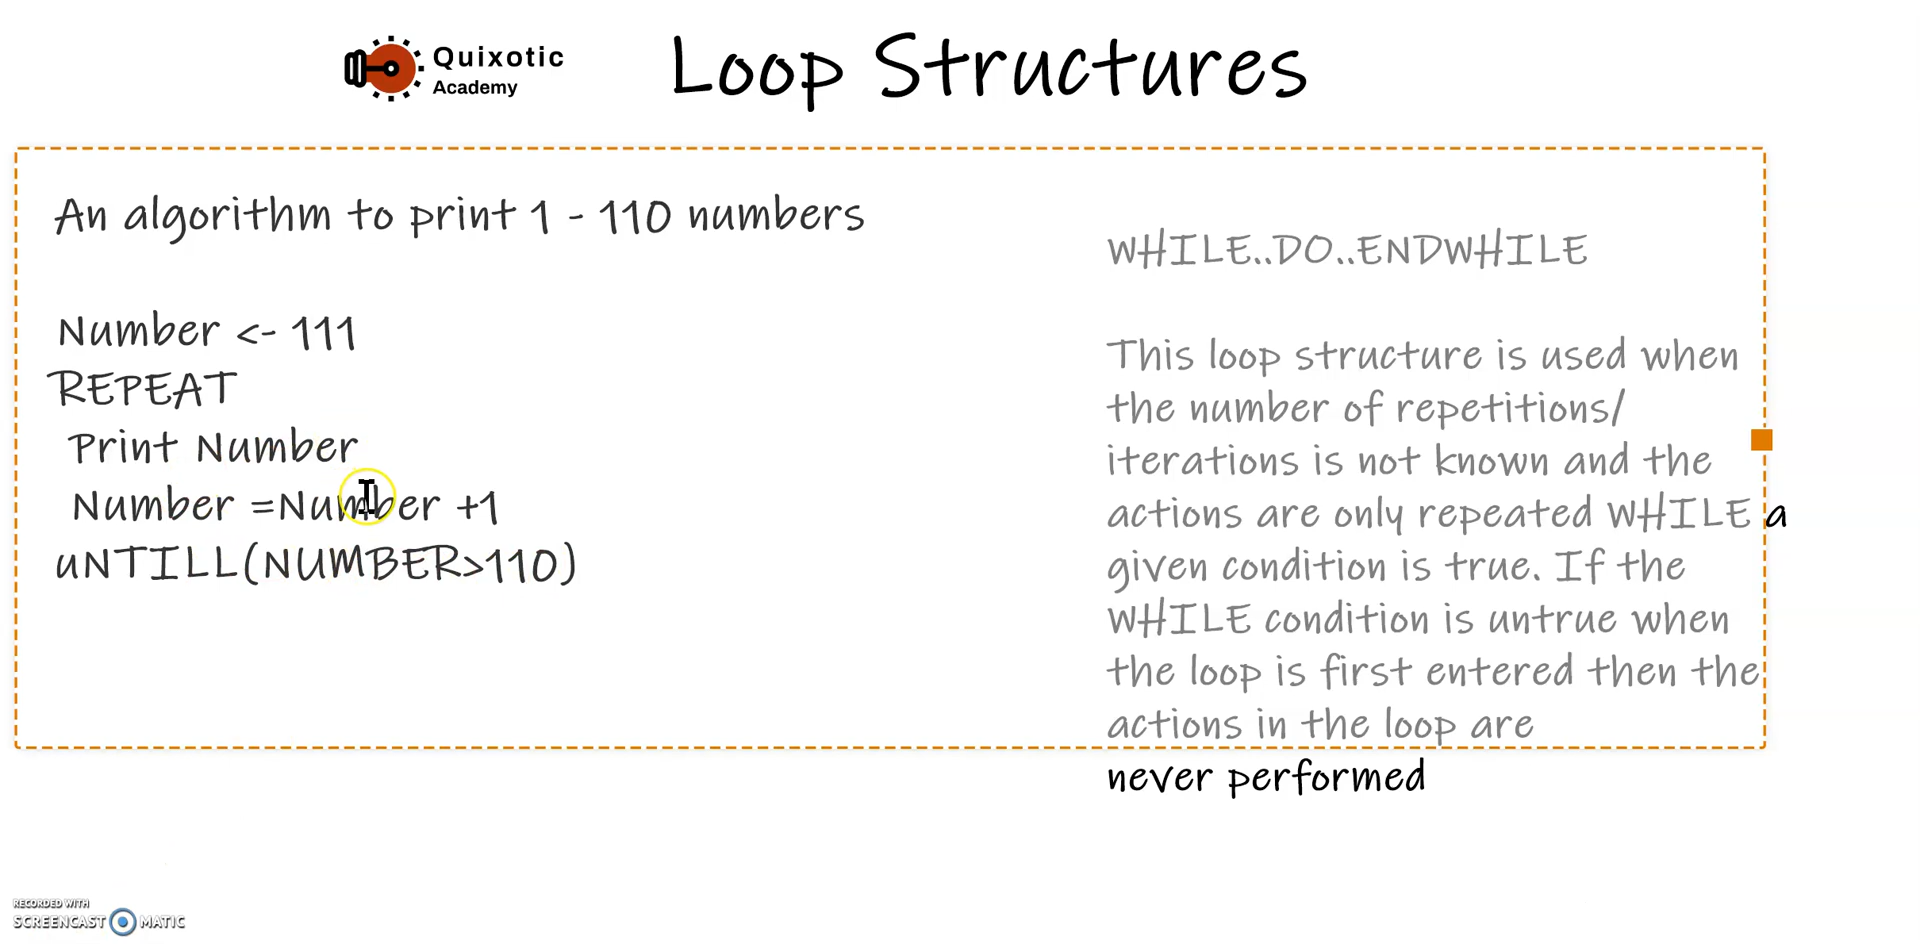 Quixotic
Academy
Loop Structures
An algorithm to print 1 - 110 numbers
Number <- 111
REPEAT
Print Number
Number =Number +1
uNTILL(NUMBER>110)
WHILE..DO..ENDWHILE
This loop structure is used when
the number of repetitions/
iterations is not known and the
actions are only repeated WHILE a
given condition is true. If the
WHILE condition is untrue when
the loop is first entered then the
actions in the loop are
never performed
RECORDED WITH
SCREENCAST MATIC